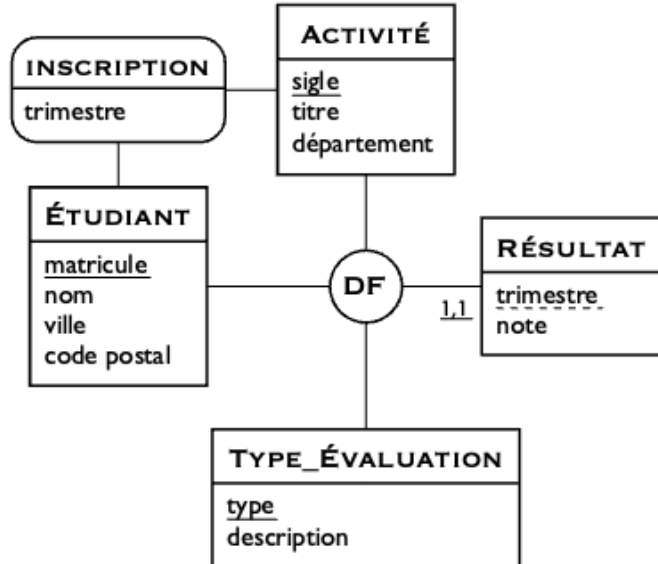 INSCRIPTION
trimestre
ACTIVITÉ
sigle
titre
département
ÉTUDIANT
matricule
nom
ville
code postal
DF
1,1
RÉSULTAT
trimestre
note
TYPE_ÉVALUATION
type
description